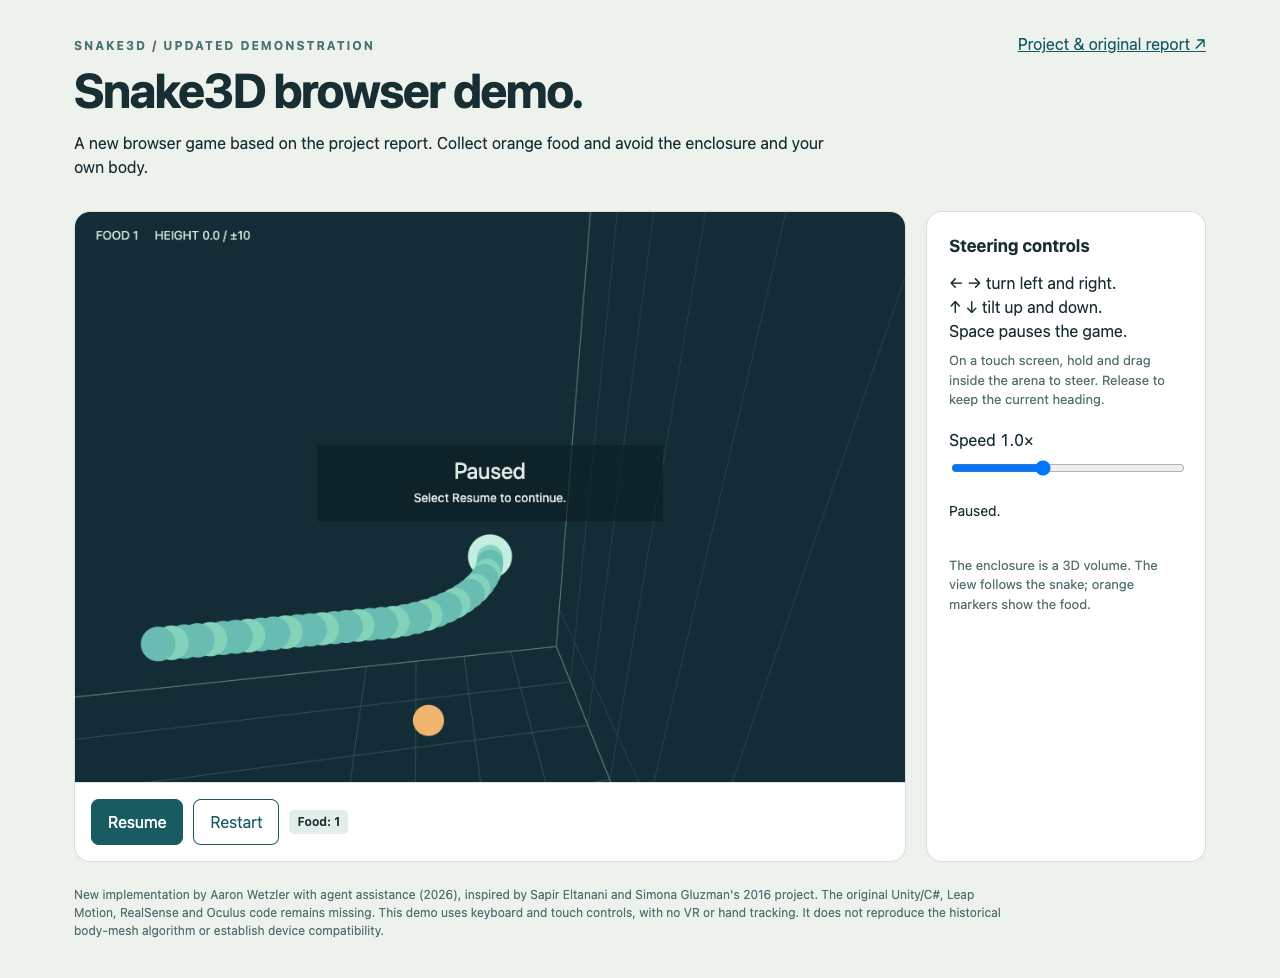 SNAKE3D / UPDATED DEMONSTRATION
Project & original report ↗
Snake3D browser demo.
A new browser game based on the project report. Collect orange food and avoid the enclosure and your
own body.
FOOD 1 HEIGHT 0.0 / ±10
Paused
Select Resume to continue.
Resume
Restart
Food: 1
Steering controls
← → turn left and right.
↑ ↓ tilt up and down.
Space pauses the game.
On a touch screen, hold and drag
inside the arena to steer. Release to
keep the current heading.
Speed 1.0×
Paused.
The enclosure is a 3D volume. The
view follows the snake; orange
markers show the food.
New implementation by Aaron Wetzler with agent assistance (2026), inspired by Sapir Eltanani and Simona Gluzman's 2016 project. The original Unity/C#, Leap
Motion, RealSense and Oculus code remains missing. This demo uses keyboard and touch controls, with no VR or hand tracking. It does not reproduce the historical
body-mesh algorithm or establish device compatibility.